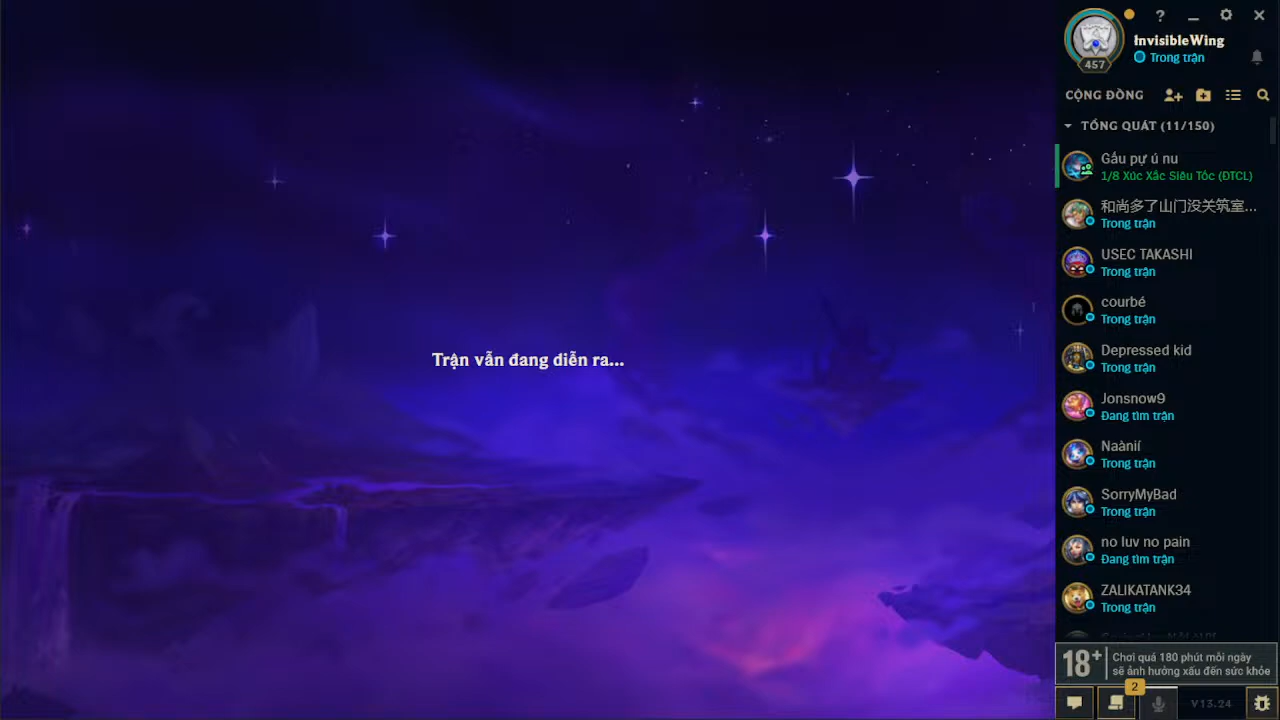 ?
InvisibleWing
Trong trận
457
CỘNG ĐỒNG
TỔNG QUÁT (11/150)
Gấu pự ú nu
1/8 Xúc Xắc Siêu Tốc (ĐTCL)
和尚多了山门没关筑室...
Trong trận
USEC TAKASHI
Trong trận
courbé
Trong trận
Trận vẫn đang diễn ra...
Depressed kid
Trong trận
Jonsnow9
Đang tìm trận
Naànií
Trong trận
SorryMyBad
Trong trận
no luv no pain
Đang tìm trận
ZALIKATANK34
Trong trận
18+
Chơi quá 180 phút mỗi ngày
sẽ ảnh hưởng xấu đến sức khỏe
2
V13.24